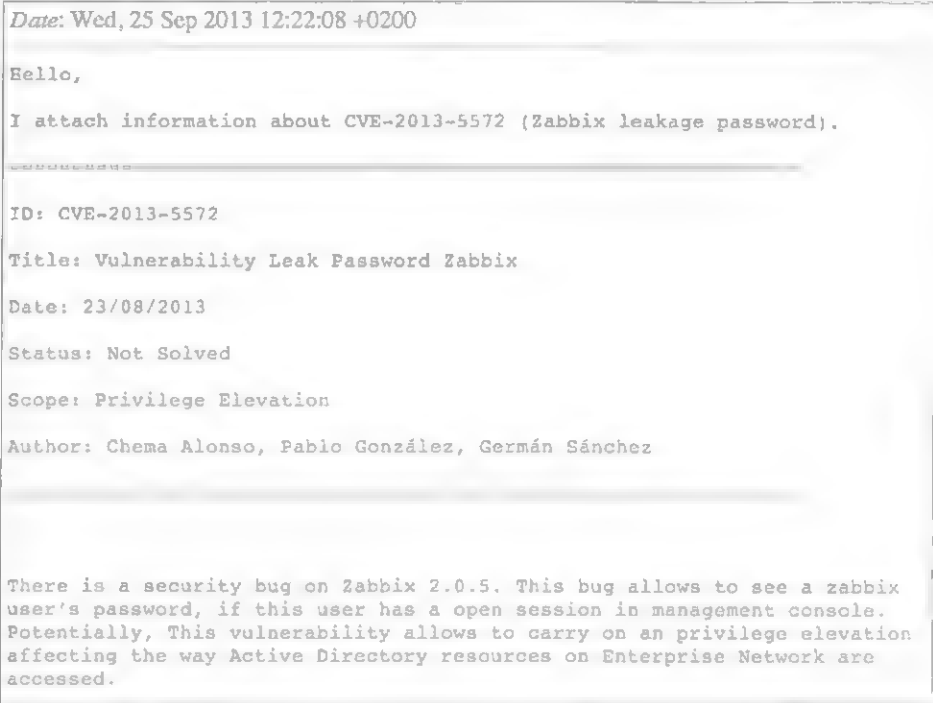 Date: Wed, 25 Sep 2013 12:22:08 +0200
Hello,
I attach information about CVE-2013-5572 (Zabbix leakage password).
ID: CVE-2013-5572
Title: Vulnerability Leak Password Zabbix
Date: 23/08/2013
Status: Not Solved
Scope: Privilege Elevation
Author: Chema Alonso, Pablo González, Germán Sánchez
There is a security bug on Zabbix 2.0.5. This bug allows to see a zabbix
user's password, if this user has a open session in management console.
Potentially, This vulnerability allows to carry on an privilege elevation
affecting the way Active Directory resources on Enterprise Network are
accessed.